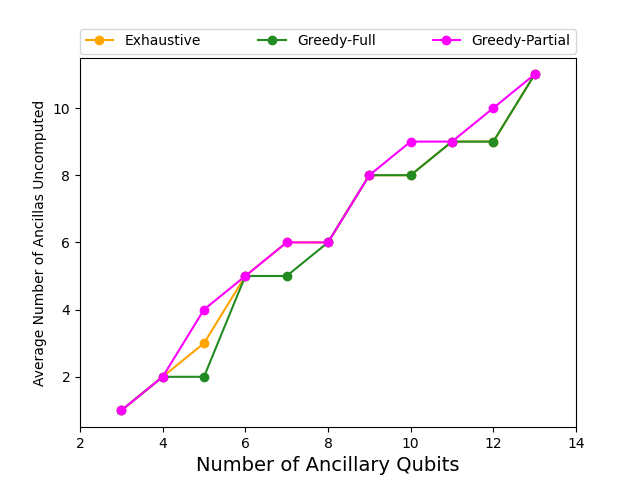 Exhaustive Greedy-Full Greedy-Partial
Average Number of Ancillas Uncomputed
10
8
6
4
2
2 4 6 8 10 12 14
Number of Ancillary Qubits